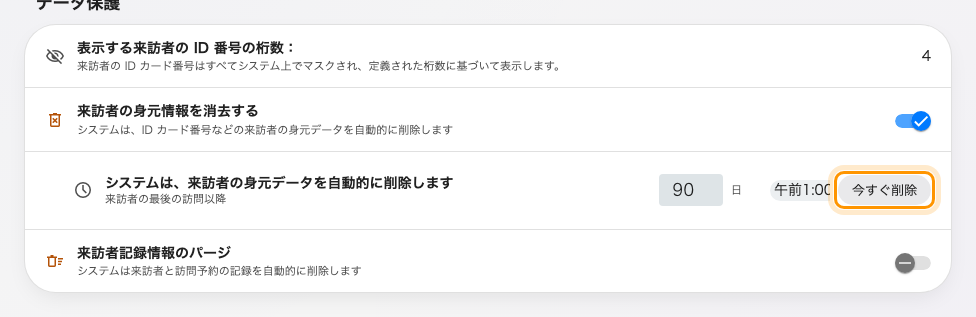 データ保護
表示する来訪者の ID 番号の桁数：
来訪者の ID カード番号はすべてシステム上でマスクされ、定義された桁数に基づいて表示します。
4
来訪者の身元情報を消去する
システムは、ID カード番号などの来訪者の身元データを自動的に削除します
システムは、来訪者の身元データを自動的に削除します
来訪者の最後の訪問以降
90 日 午前1:00 今すぐ削除
来訪者記録情報のパージ
システムは来訪者と訪問予約の記録を自動的に削除します